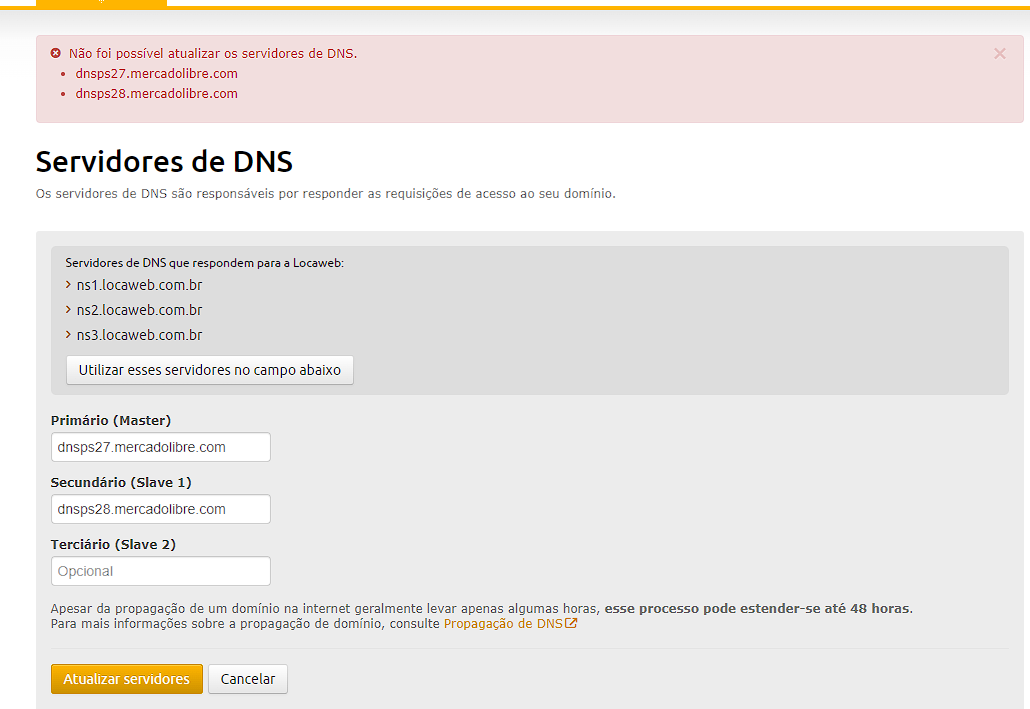 Não foi possível atualizar os servidores de DNS.
dnsps27.mercadolibre.com
dnsps28.mercadolibre.com
Servidores de DNS
Os servidores de DNS são responsáveis por responder as requisições de acesso ao seu domínio.
Servidores de DNS que respondem para a Locaweb:
ns1.locaweb.com.br
ns2.locaweb.com.br
ns3.locaweb.com.br
Utilizar esses servidores no campo abaixo
Primário (Master)
dnsps27.mercadolibre.com
Secundário (Slave 1)
dnsps28.mercadolibre.com
Terciário (Slave 2)
Opcional
Apesar da propagação de um domínio na internet geralmente levar apenas algumas horas, esse processo pode estender-se até 48 horas.
Para mais informações sobre a propagação de domínio, consulte Propagação de DNS
Atualizar servidores Cancelar